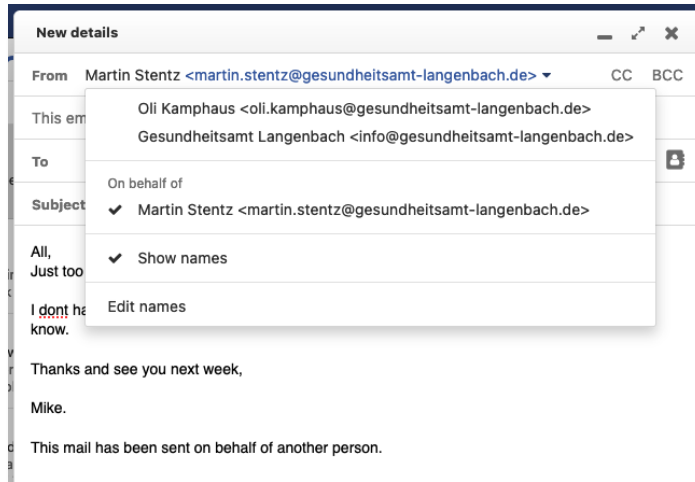 New details
From Martin Stentz <martin.stentz@gesundheitsamt-langenbach.de> CC BCC
This em
Oli Kamphaus <oli.kamphaus@gesundheitsamt-langenbach.de>
Gesundheitsamt Langenbach <info@gesundheitsamt-langenbach.de>
To
On behalf of
Subject
Martin Stentz <martin.stentz@gesundheitsamt-langenbach.de>
Show names
Edit names
All,
Just too
I dont ha
know.
Thanks and see you next week,
Mike.
This mail has been sent on behalf of another person.